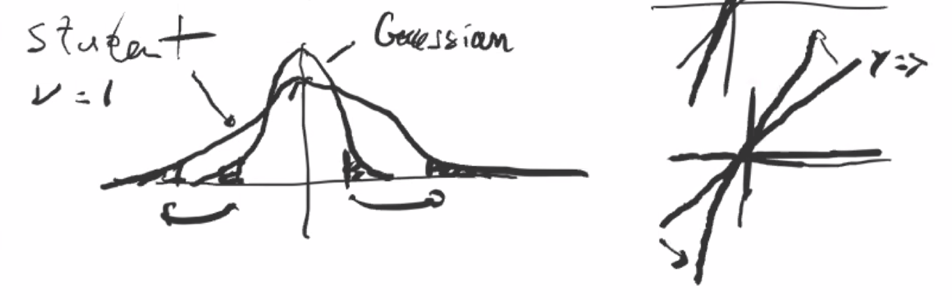 Student
ν = 1
Gaussian